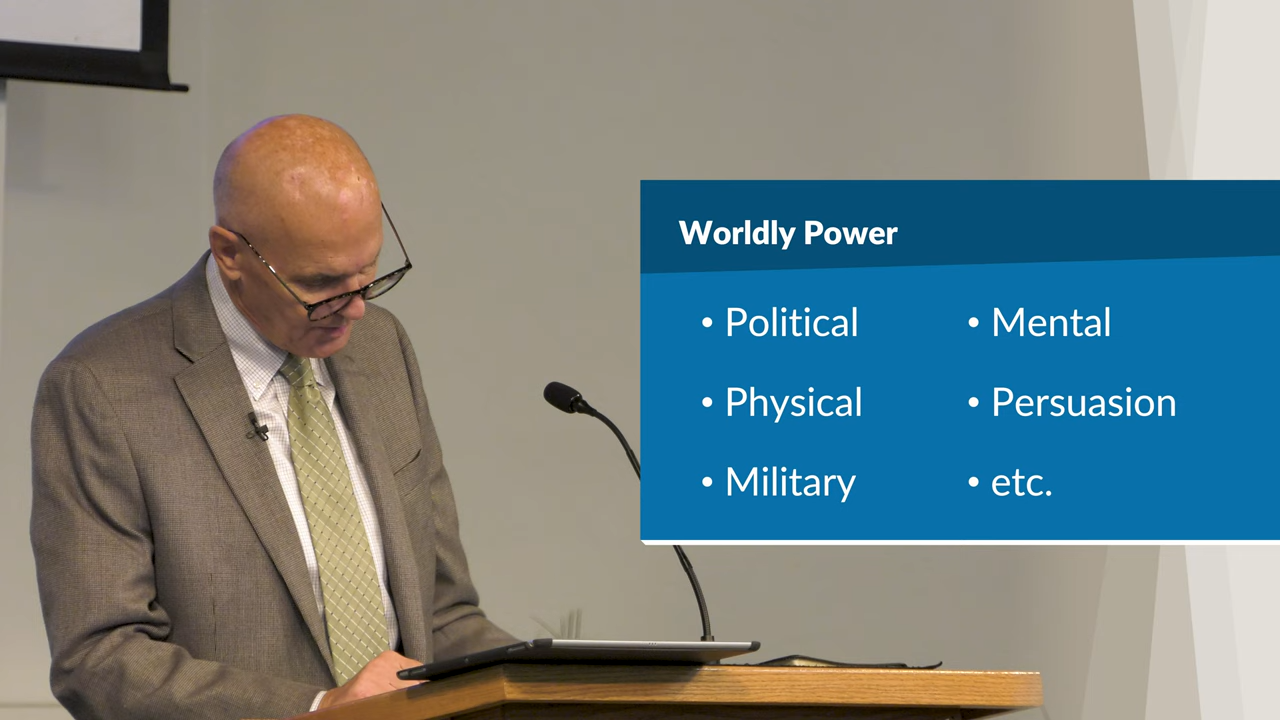 Worldly Power
• Political
• Physical
• Military
• Mental
• Persuasion
• etc.